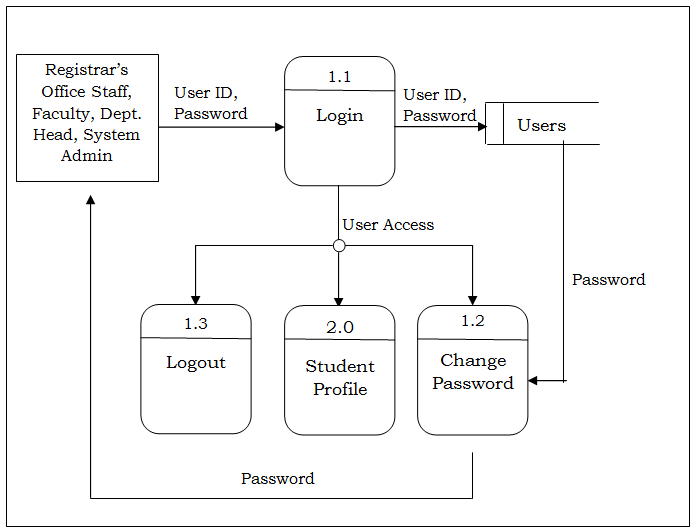 Registrar's
Office Staff,
Faculty, Dept.
Head, System
Admin
User ID,
Password
1.1
Login
User ID,
Password
Users
User Access
Password
1.3
Logout
2.0
Student
Profile
1.2
Change
Password
Password